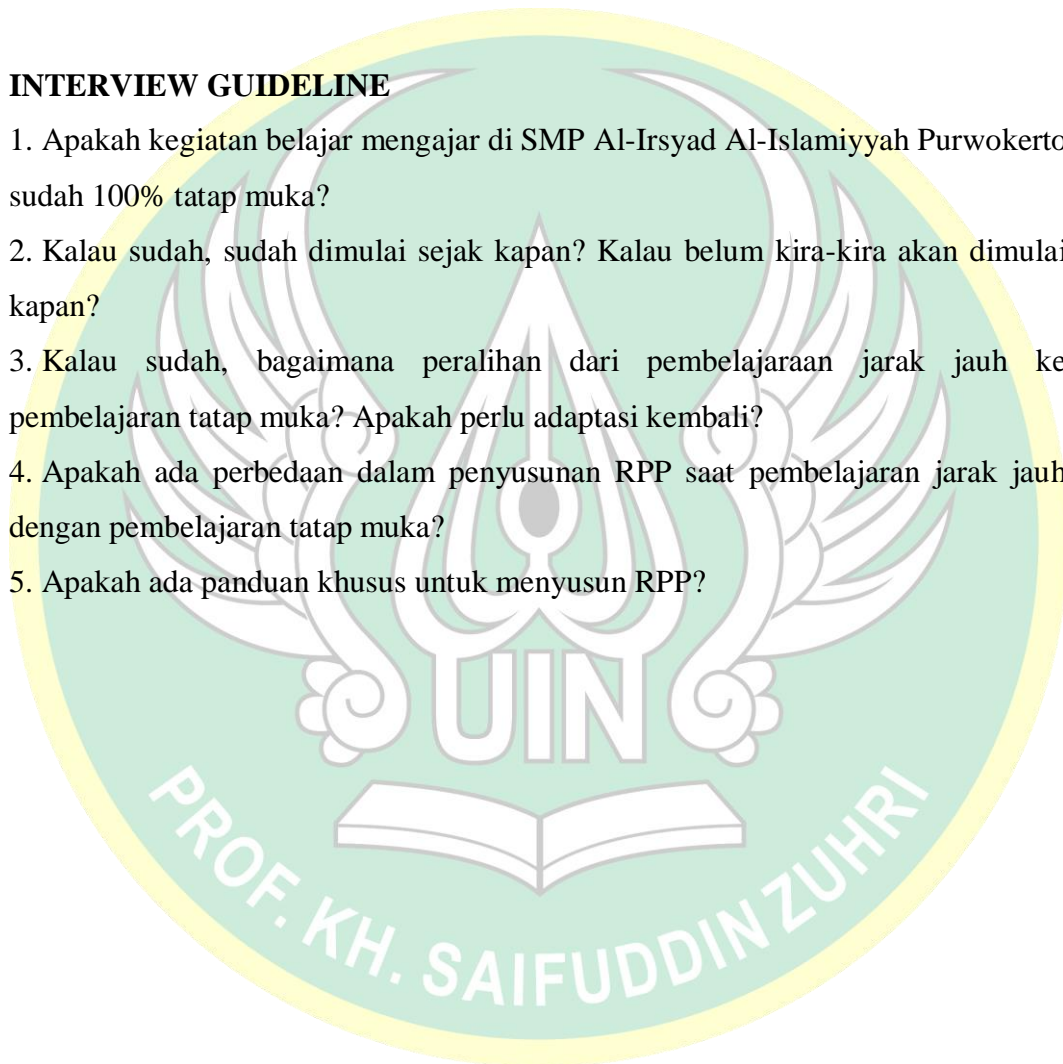 INTERVIEW GUIDELINE
1. Apakah kegiatan belajar mengajar di SMP Al-Irsyad Al-Islamiyyah Purwokerto
sudah 100% tatap muka?
2. Kalau sudah, sudah dimulai sejak kapan? Kalau belum kira-kira akan dimulai
kapan?
3. Kalau sudah, bagaimana peralihan dari pembelajaraan jarak jauh ke
pembelajaran tatap muka? Apakah perlu adaptasi kembali?
4. Apakah ada perbedaan dalam penyusunan RPP saat pembelajaran jarak jauh
dengan pembelajaran tatap muka?
5. Apakah ada panduan khusus untuk menyusun RPP?
UIN
PROF. KH. SAIFUDDIN ZUHRI